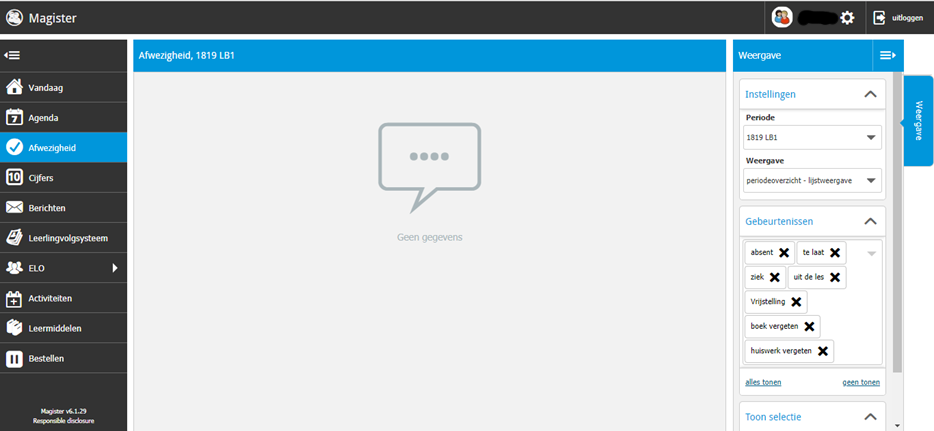 Magister
uitloggen
Vandaag
7 Agenda
Afwezigheid
10 Cijfers
Berichten
Leerlingvolgsysteem
ELO
Activiteiten
Leermiddelen
Bestellen
Magister v6.1.29
Responsible disclosure
Afwezigheid, 1819 LB1
Geen gegevens
Weergave
Instellingen
Periode
1819 LB1
Weergave
periodeoverzicht - lijstweergave
Gebeurtenissen
absent te laat
ziek uit de les
Vrijstelling
boek vergeten
huiswerk vergeten
alles tonen geen tonen
Toon selectie
Weergave